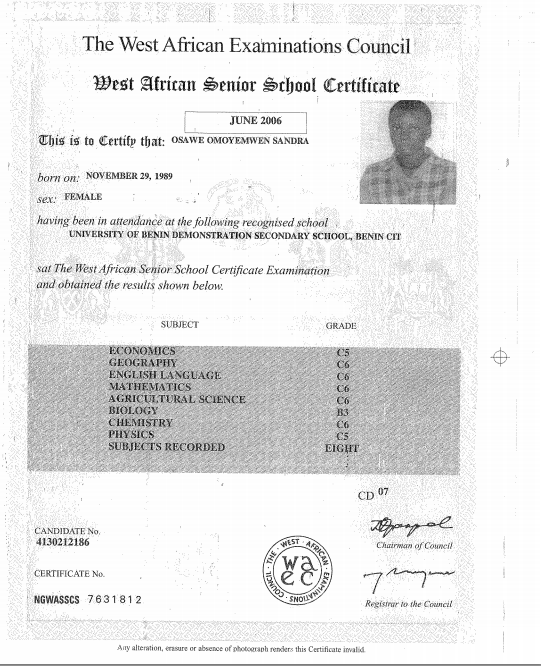 The West African Examinations Council
West African Senior School Certificate
JUNE 2006
This is to Certify that: OSAWE OMOYEMWEN SANDRA
born on: NOVEMBER 29, 1989
sex: FEMALE
having been in attendance at the following recognised school
UNIVERSITY OF BENIN DEMONSTRATION SECONDARY SCHOOL, BENIN CIT
sat The West African Senior School Certificate Examination
and obtained the results shown below.
SUBJECT GRADE
ECONOMICS C5
GEOGRAPHY C6
ENGLISH LANGUAGE C6
MATHEMATICS C6
AGRICULTURAL SCIENCE C6
BIOLOGY B3
CHEMISTRY C6
PHYSICS C5
SUBJECTS RECORDED EIGHT
CD 07
CANDIDATE No.
4130212186
Chairman of Council
CERTIFICATE No.
NGWASSCS 7631812
THE · WEST · AFRICAN EXAMINATIONS COUNCIL
wa
ec
Registrar to the Council
Any alteration, erasure or absence of photograph renders this Certificate invalid.